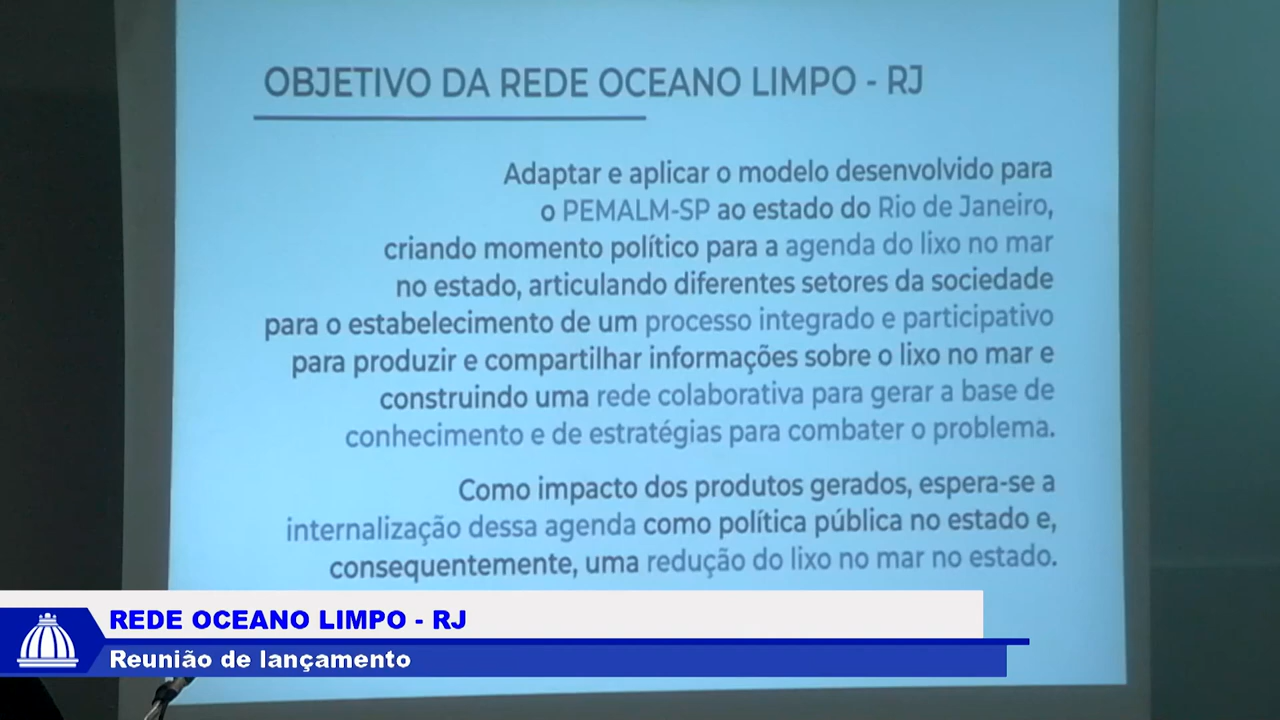 OBJETIVO DA REDE OCEANO LIMPO - RJ
Adaptar e aplicar o modelo desenvolvido para
o PEMALM-SP ao estado do Rio de Janeiro,
criando momento político para a agenda do lixo no mar
no estado, articulando diferentes setores da sociedade
para o estabelecimento de um processo integrado e participativo
para produzir e compartilhar informações sobre o lixo no mar e
construindo uma rede colaborativa para gerar a base de
conhecimento e de estratégias para combater o problema.
Como impacto dos produtos gerados, espera-se a
internalização dessa agenda como política pública no estado e,
consequentemente, uma redução do lixo no mar no estado.
REDE OCEANO LIMPO - RJ
Reunião de lançamento